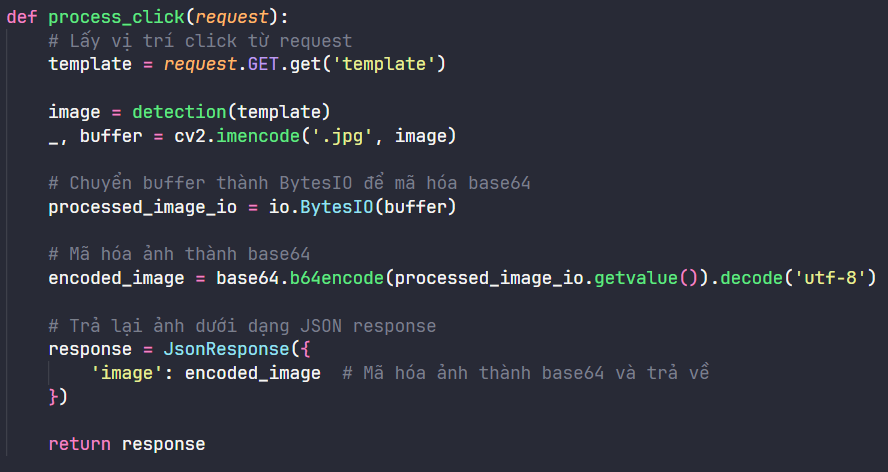 def process_click(request):
    # Lấy vị trí click từ request
    template = request.GET.get('template')

    image = detection(template)
    _, buffer = cv2.imencode('.jpg', image)

    # Chuyển buffer thành BytesIO để mã hóa base64
    processed_image_io = io.BytesIO(buffer)

    # Mã hóa ảnh thành base64
    encoded_image = base64.b64encode(processed_image_io.getvalue()).decode('utf-8')

    # Trả lại ảnh dưới dạng JSON response
    response = JsonResponse({
        'image': encoded_image  # Mã hóa ảnh thành base64 và trả về
    })

    return response